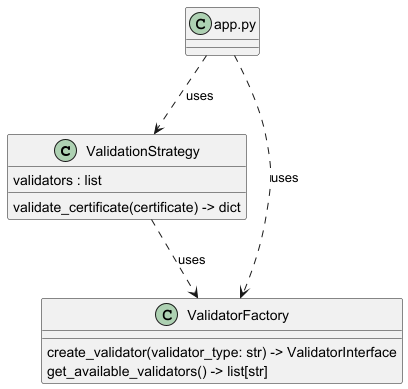 C app.py
uses
C ValidationStrategy
validators : list
validate_certificate(certificate) -> dict
uses
uses
C ValidatorFactory
create_validator(validator_type: str) -> ValidatorInterface
get_available_validators() -> list[str]